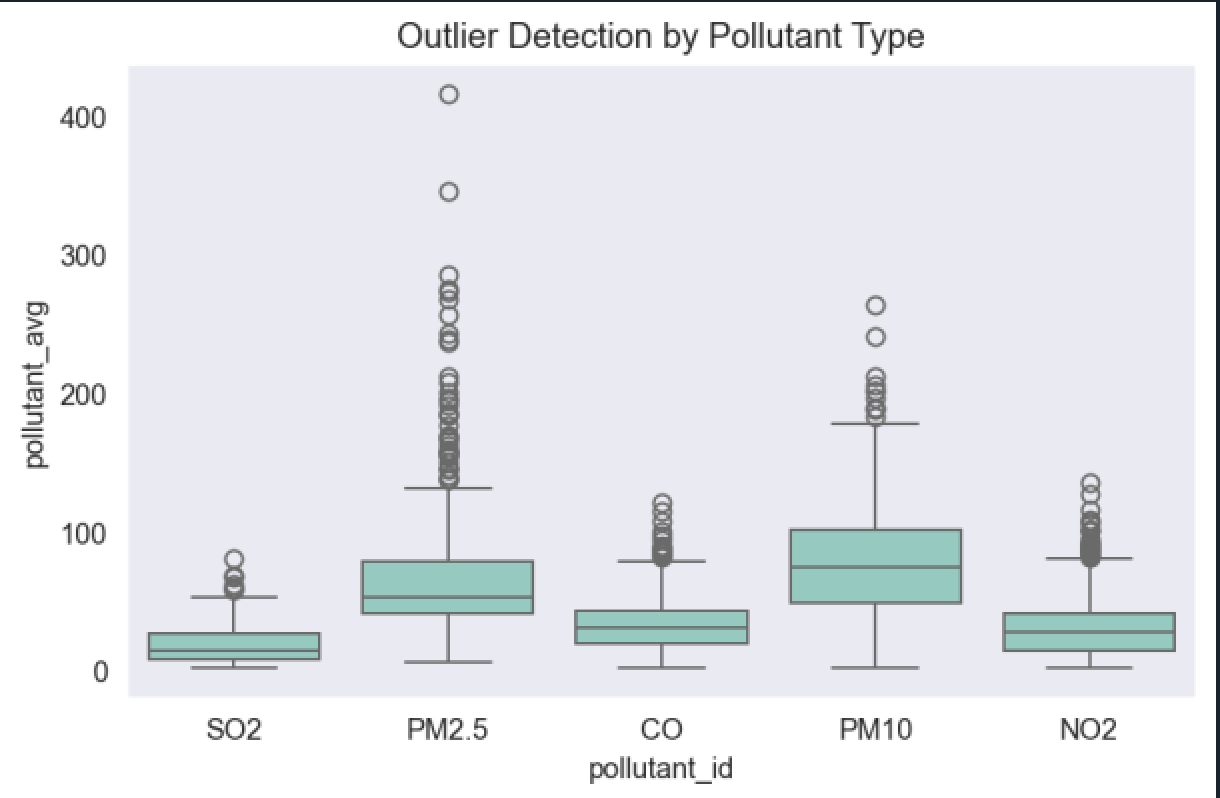 Outlier Detection by Pollutant Type
400
300
200
100
0
pollutant_avg
SO2
PM2.5
CO
PM10
NO2
pollutant_id